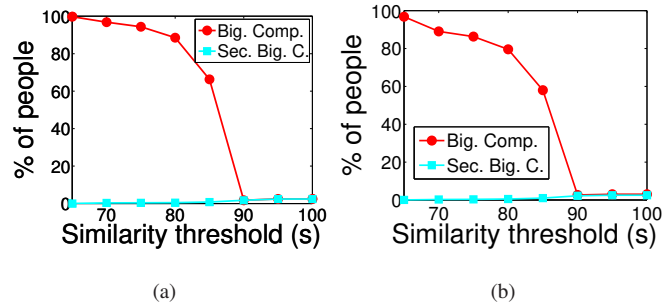 % of people
100
80
60
40
20
0
Big. Comp.
Sec. Big. C.
70 80 90 100
Similarity threshold (s)
(a)
% of people
100
80
60
40
20
0
Big. Comp.
Sec. Big. C.
70 80 90 100
Similarity threshold (s)
(b)